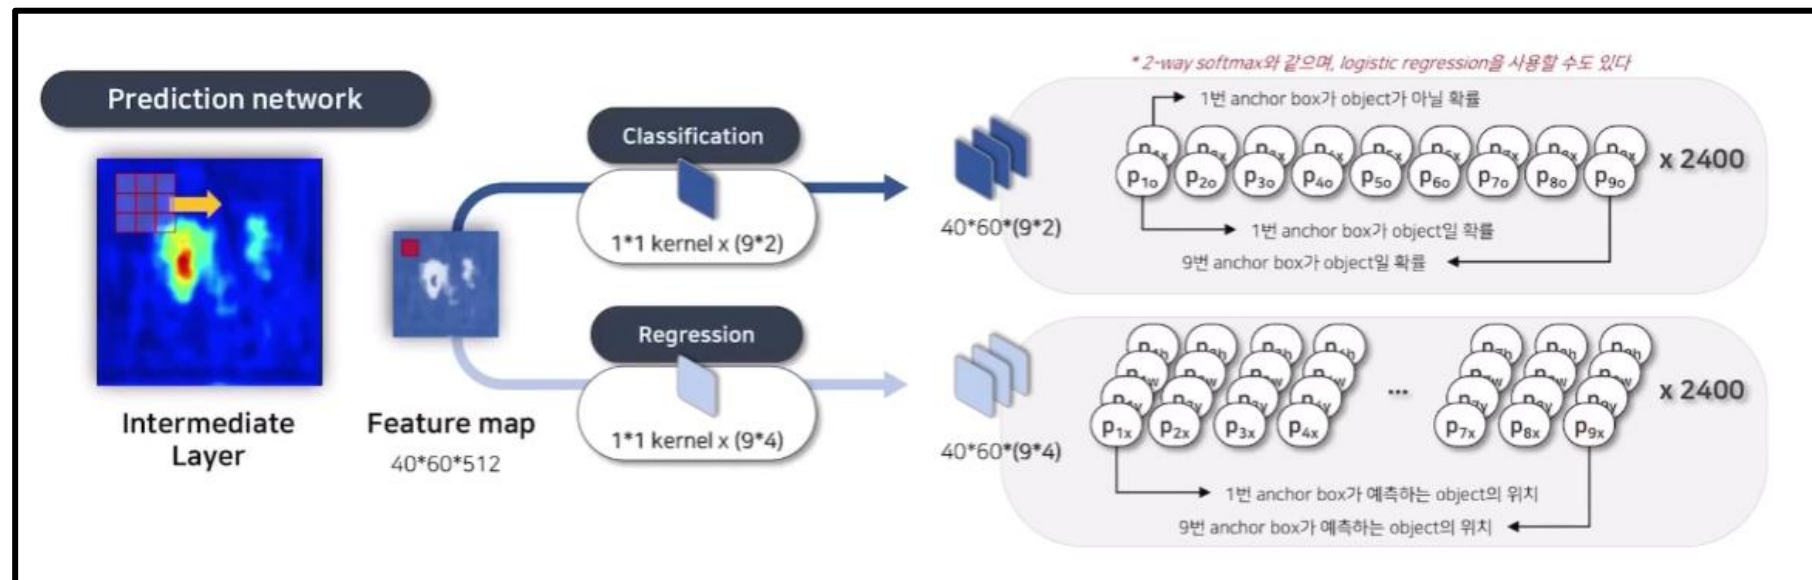 * 2-way softmax와 같으며, logistic regression을 사용할 수도 있다
Prediction network
Intermediate
Layer
Feature map
40*60*512
Classification
1*1 kernel x (9*2)
40*60*(9*2)
1번 anchor box가 object가 아닐 확률
p1o p2o p3o p4o p5o p6o p7o p8o p9o
x 2400
1번 anchor box가 object일 확률
9번 anchor box가 object일 확률
Regression
1*1 kernel x (9*4)
40*60*(9*4)
p1x p2x p3x p4x ... p7x p8x p9x
x 2400
1번 anchor box가 예측하는 object의 위치
9번 anchor box가 예측하는 object의 위치